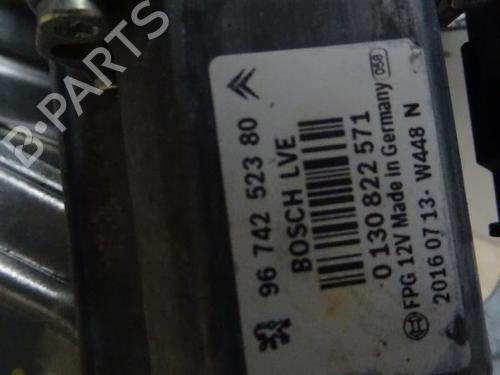 B-PARTS
96 742 523 80
BOSCH LVE
0 130 822 571
FPG 12V Made in Germany 058
2016 07 13- W448 N